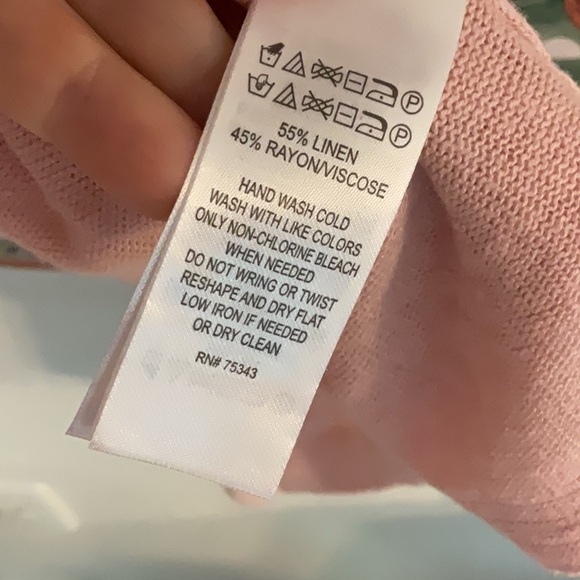 P
P
55% LINEN
45% RAYON/VISCOSE
HAND WASH COLD
WASH WITH LIKE COLORS
ONLY NON-CHLORINE BLEACH
WHEN NEEDED
DO NOT WRING OR TWIST
RESHAPE AND DRY FLAT
LOW IRON IF NEEDED
OR DRY CLEAN
RN# 75343